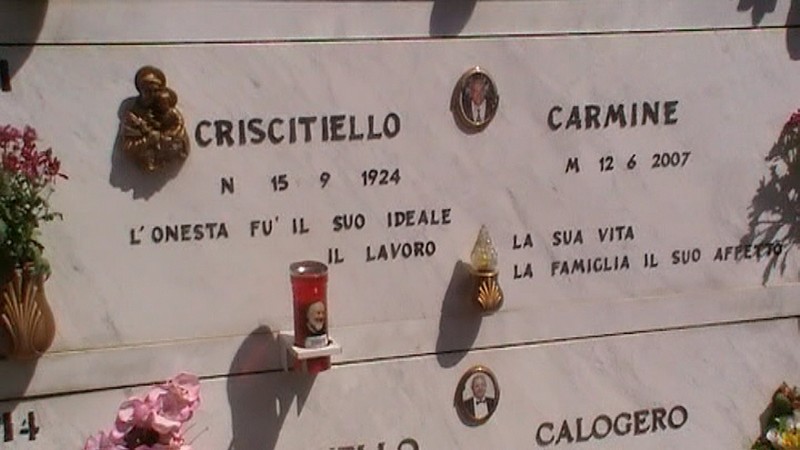 CRISCITIELLO CARMINE
N 15 9 1924 M 12 6 2007
L'ONESTA FU' IL SUO IDEALE
IL LAVORO LA SUA VITA
LA FAMIGLIA IL SUO AFFETTO
14
CALOGERO